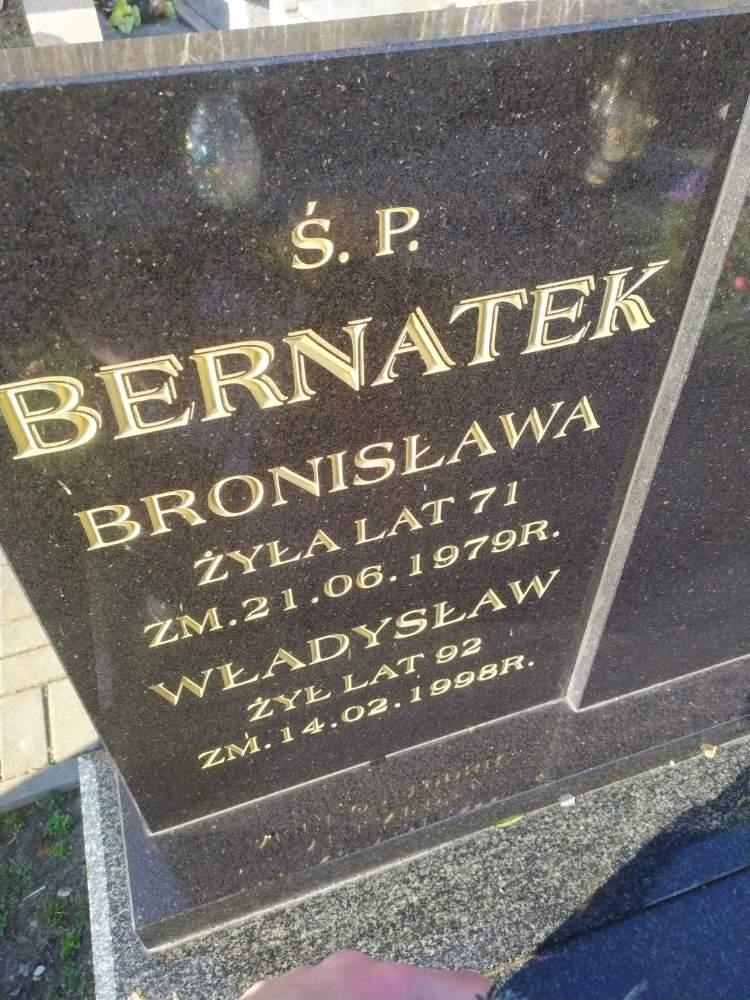 Ś. P.
BERNATEK
BRONISŁAWA
ŻYŁA LAT 71
ZM.21.06.1979R.
WŁADYSŁAW
ŻYŁ LAT 92
ZM.14.02.1998R.